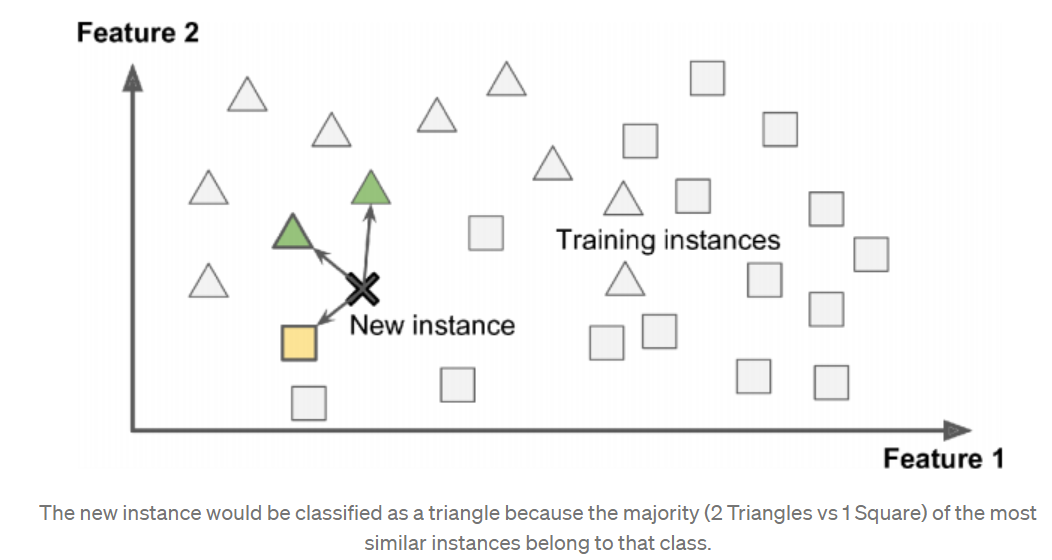 Feature 2
Training instances
New instance
Feature 1
The new instance would be classified as a triangle because the majority (2 Triangles vs 1 Square) of the most
similar instances belong to that class.